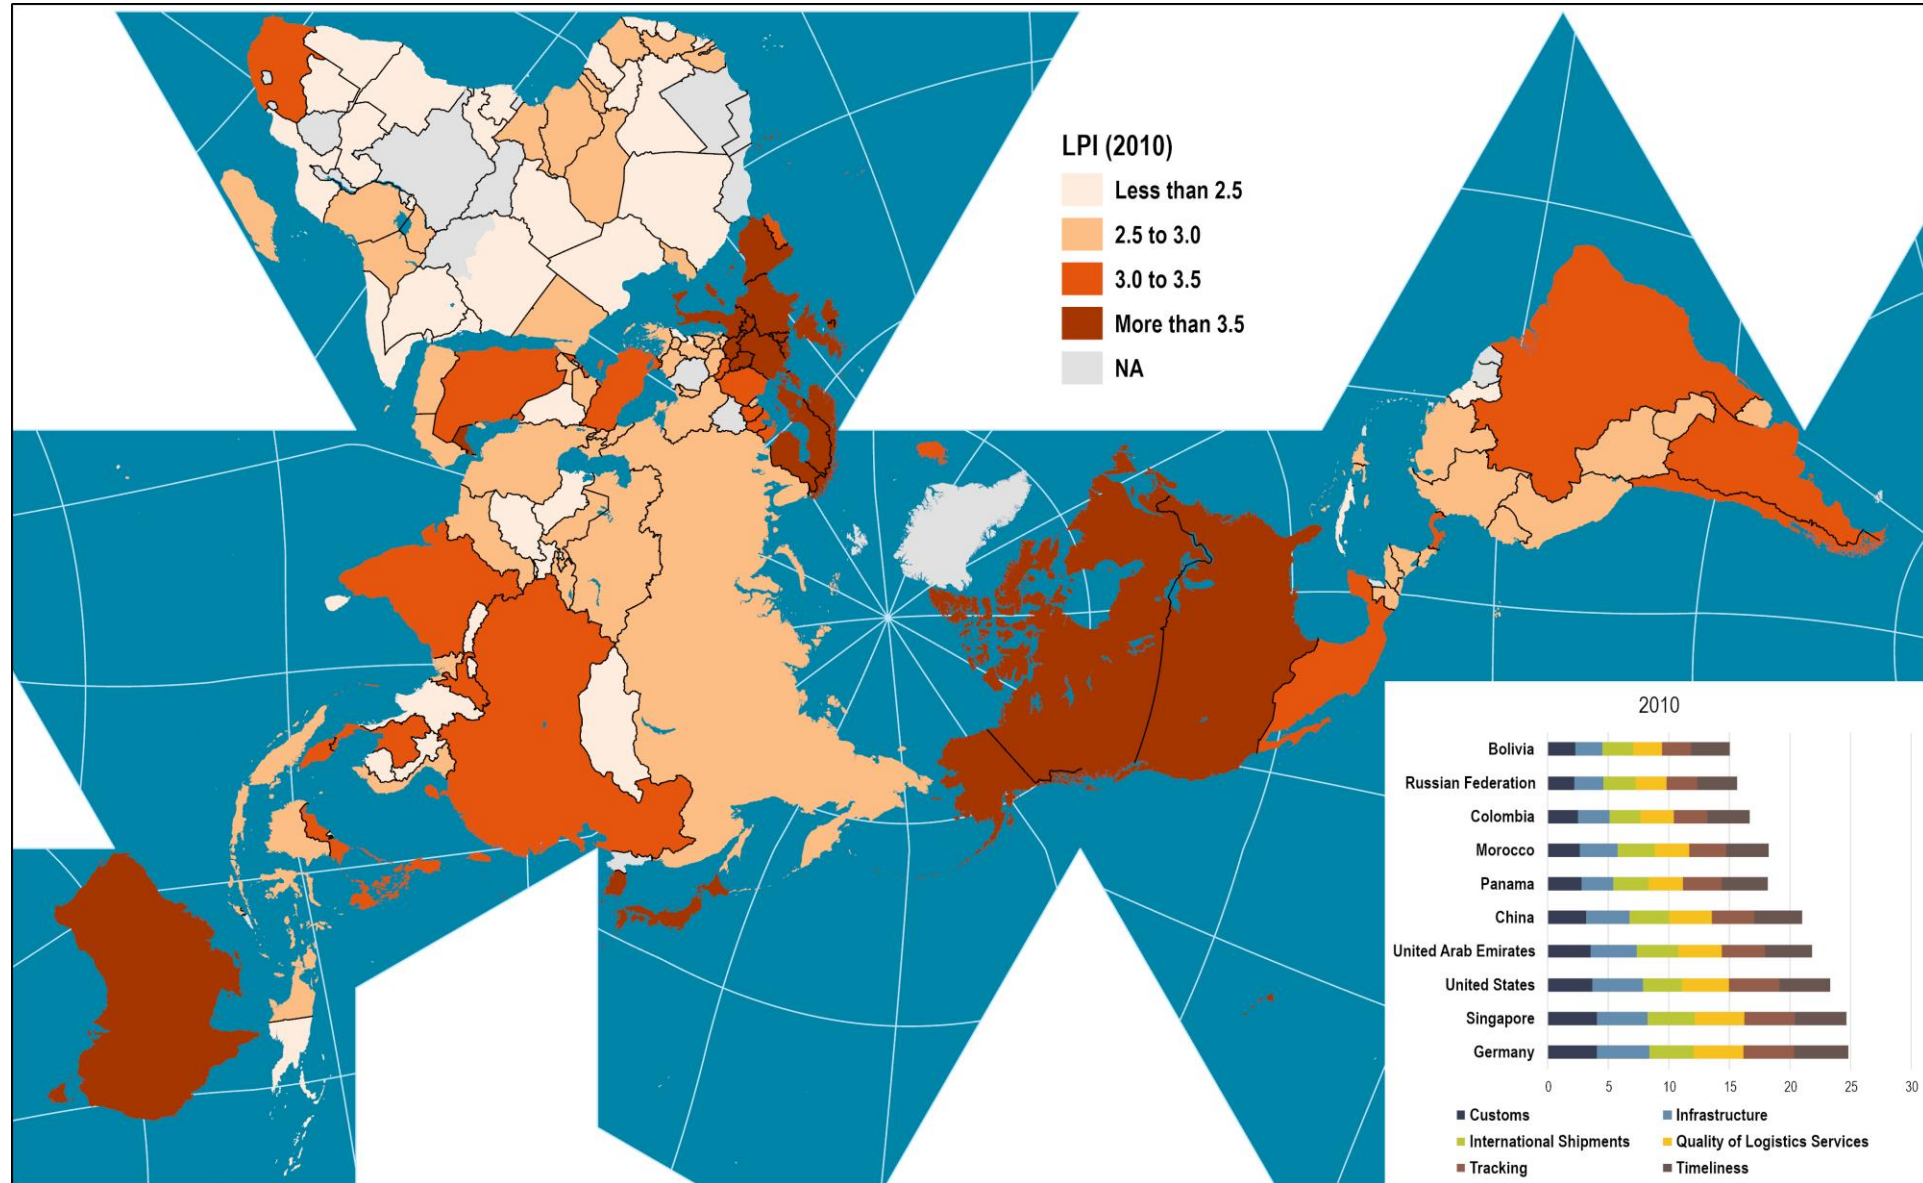 LPI (2010)
Less than 2.5
2.5 to 3.0
3.0 to 3.5
More than 3.5
NA
2010
Bolivia
Russian Federation
Colombia
Morocco
Panama
China
United Arab Emirates
United States
Singapore
Germany
0 5 10 15 20 25 30
Customs Infrastructure
International Shipments Quality of Logistics Services
Tracking Timeliness